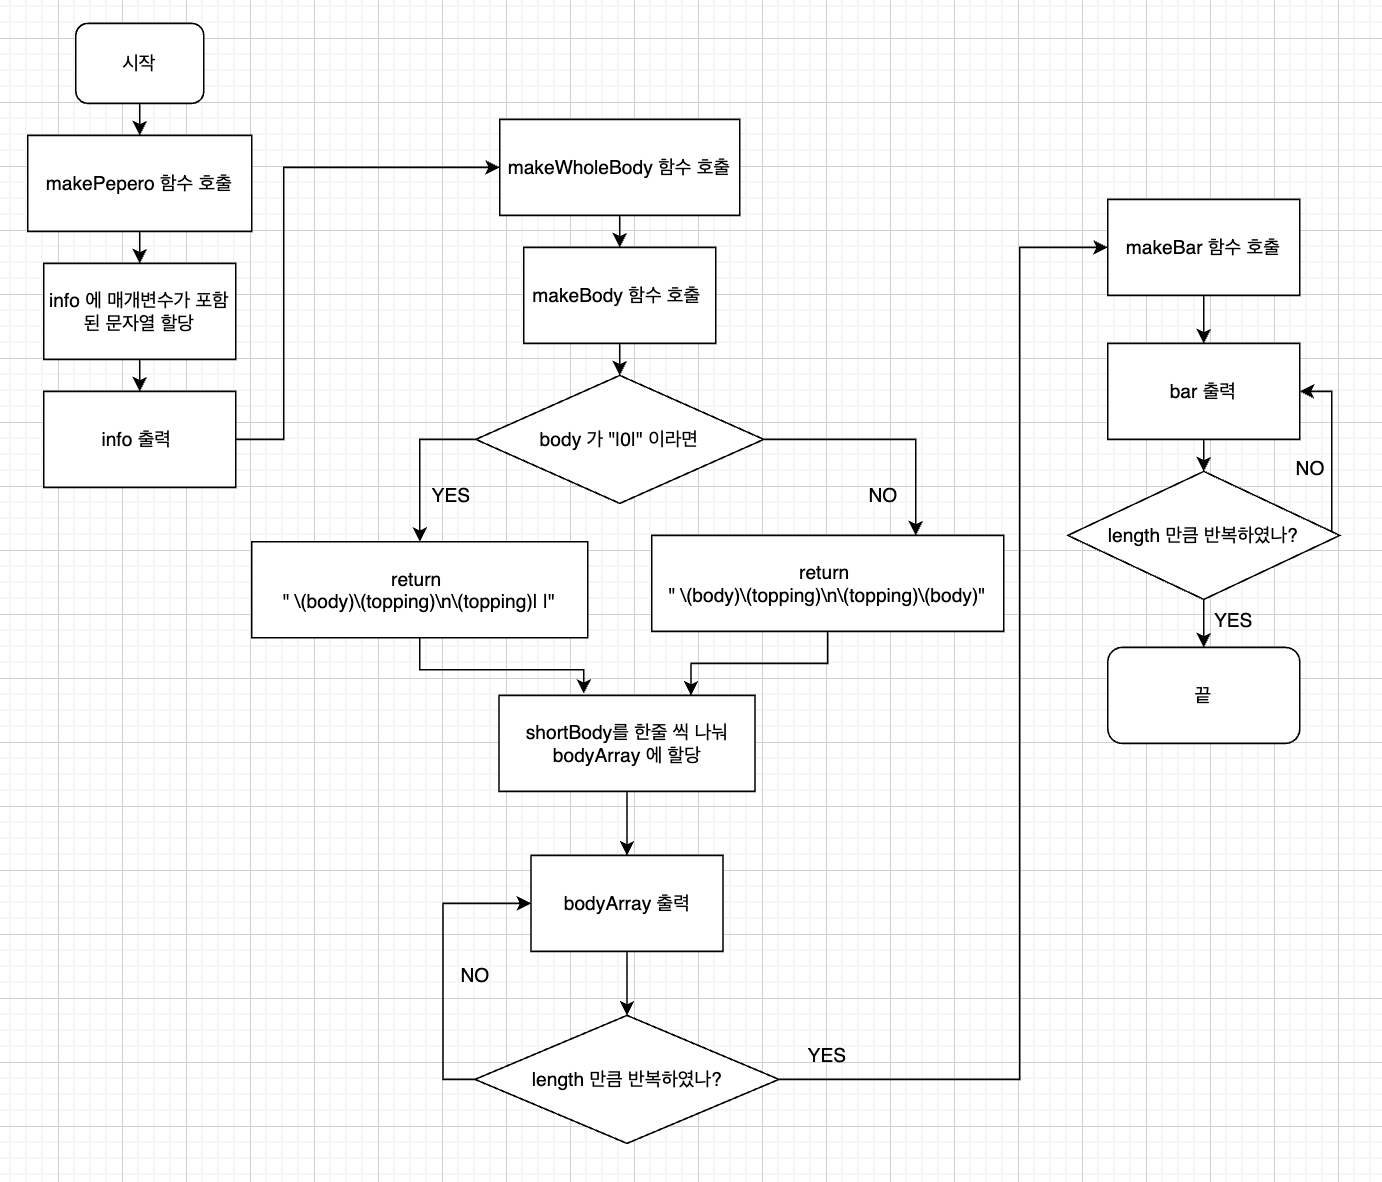 시작
makePepero 함수 호출
info 에 매개변수가 포함
된 문자열 할당
info 출력
makeWholeBody 함수 호출
makeBody 함수 호출
body 가 "|0|" 이라면
YES
NO
return
" \(body)\(topping)\n\(topping)| |"
return
" \(body)\(topping)\n\(topping)\(body)"
shortBody를 한줄 씩 나눠
bodyArray 에 할당
bodyArray 출력
NO
length 만큼 반복하였나?
YES
makeBar 함수 호출
bar 출력
NO
length 만큼 반복하였나?
YES
끝